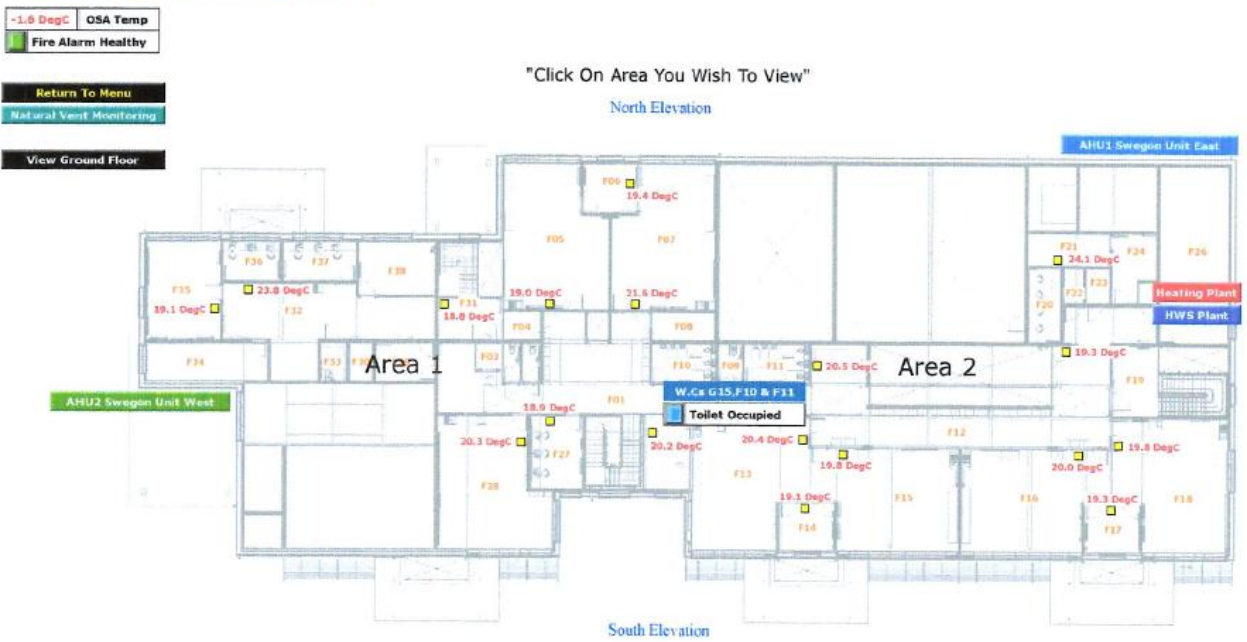 -1.8 DegC OSA Temp
Fire Alarm Healthy
"Click On Area You Wish To View"
Return To Menu
North Elevation
Natural Vent Monitoring
View Ground Floor
AHU1 Swegon Unit East
F06
19.4 DegC
F05
F07
F21
F24
F26
F36
F37
F38
24.1 DegC
F35
23.8 DegC
19.0 DegC
21.6 DegC
F22
F23
Heating Plant
19.1 DegC
F32
F31
18.8 DegC
F20
HWS Plant
F04
F08
F34
F33
F30
Area 1
F02
F10
F09
F11
20.5 DegC
Area 2
19.3 DegC
F19
AHU2 Swegon Unit West
F01
W.Cs G15,F10 & F11
Toilet Occupied
18.9 DegC
20.3 DegC
F27
20.2 DegC
20.4 DegC
F12
19.8 DegC
F28
F13
19.8 DegC
20.0 DegC
19.1 DegC
F15
F16
19.3 DegC
F18
F14
F17
South Elevation